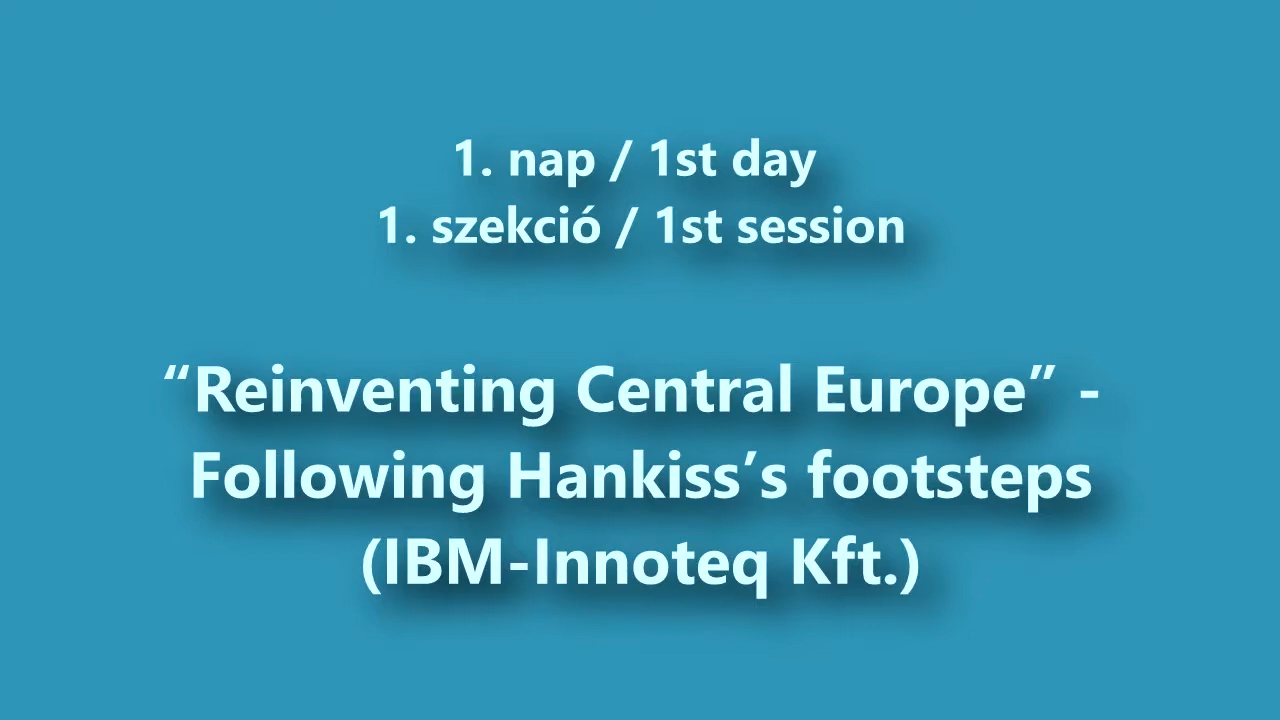 1. nap / 1st day
1. szekció / 1st session
“Reinventing Central Europe” -
Following Hankiss’s footsteps
(IBM-Innoteq Kft.)